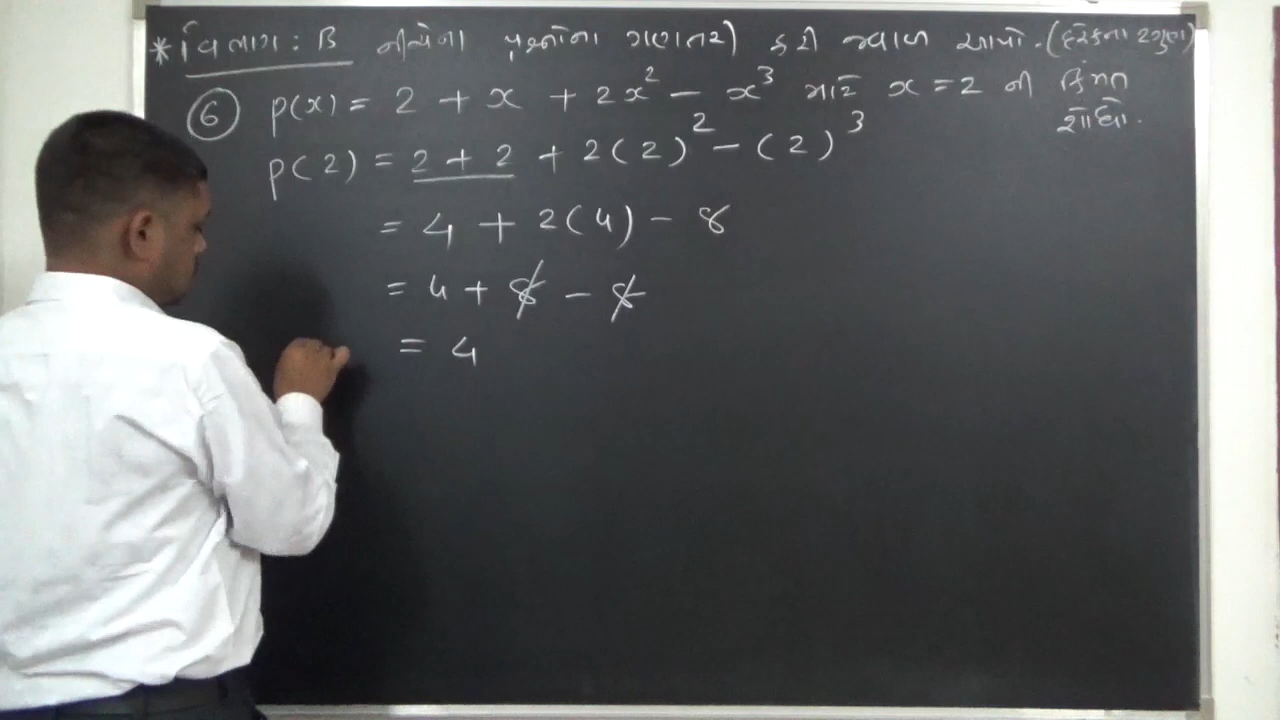 * વિભાગ : B નીચેના પ્રશ્નોના ગણતરી કરી જવાબ આપો. (દરેકના 2 ગુણ)
6 p(x) = 2 + x + 2x² - x³ માટે x = 2 ની કિંમત શોધો.
p(2) = 2 + 2 + 2(2)² - (2)³
= 4 + 2(4) - 8
= 4 + 8 - 8
= 4